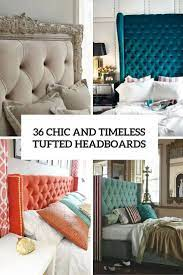 36 CHIC AND TIMELESS
TUFTED HEADBOARDS